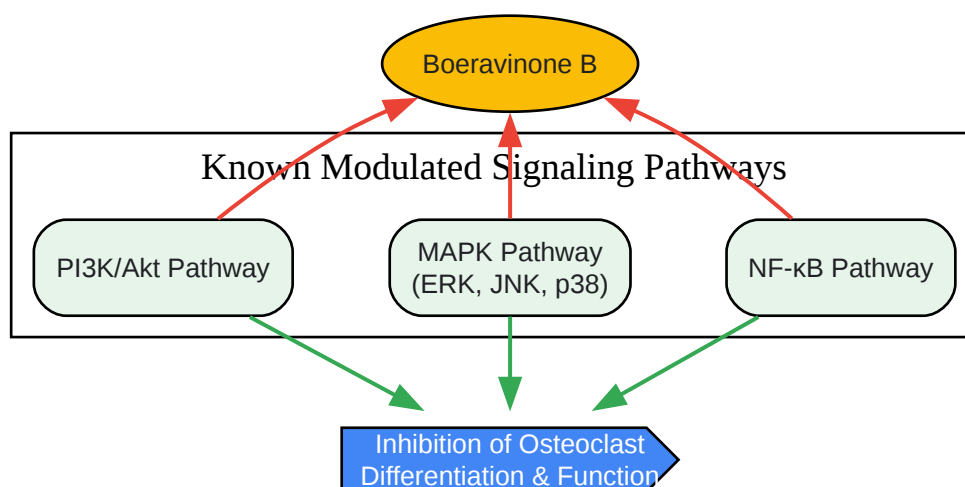 Boeravinone B
Known Modulated Signaling Pathways
PI3K/Akt Pathway
MAPK Pathway
(ERK, JNK, p38)
NF-κB Pathway
Inhibition of Osteoclast
Differentiation & Function